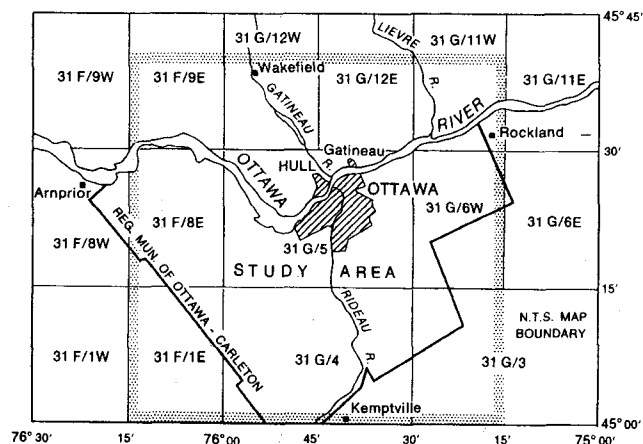 45°45'
31 G/12W
31 G/11W
LIEVRE R.
31 F/9W
31 F/9E
Wakefield
31 G/12E
31 G/11E
GATINEAU R.
RIVER
Gatineau
Rockland
30'
HULL
OTTAWA
OTTAWA
Arnprior
31 F/8E
31 G/6W
31 G/6E
31 F/8W
31 G/5
REG. MUN. OF OTTAWA - CARLETON
STUDY AREA
RIDEAU R.
15'
N.T.S. MAP
BOUNDARY
31 F/1W
31 F/1E
31 G/4
31 G/3
Kemptville
45°00'
76°30'
15'
76°00'
45'
30'
15'
75°00'